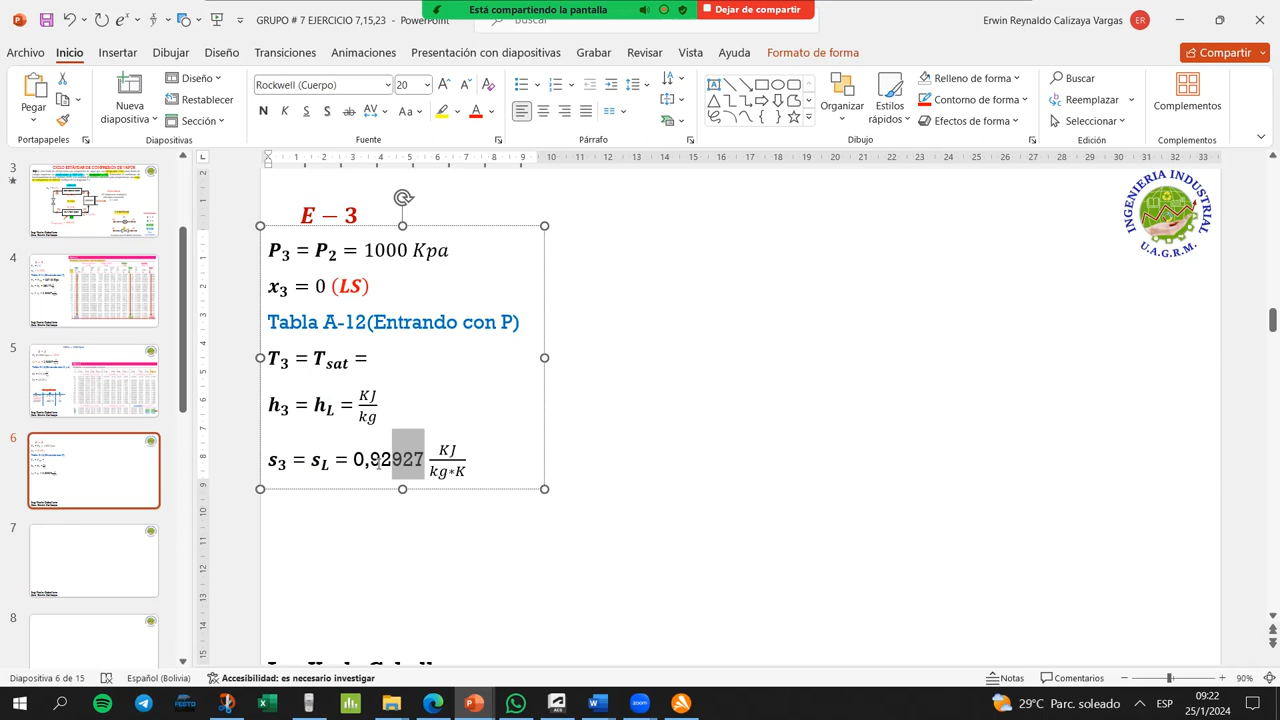 GRUPO # 7 EJERCICIO 7,15,23 - PowerPoint
Está compartiendo la pantalla
Dejar de compartir
Buscar
Erwin Reynaldo Calizaya Vargas
ER
Archivo Inicio Insertar Dibujar Diseño Transiciones Animaciones Presentación con diapositivas Grabar Revisar Vista Ayuda Formato de forma
Compartir
Pegar
Nueva diapositiva
Diseño
Restablecer
Sección
Rockwell (Cuerpo) 20
Organizar
Estilos rápidos
Relleno de forma
Contorno de forma
Efectos de forma
Buscar
Reemplazar
Seleccionar
Complementos
Portapapeles Diapositivas Fuente Párrafo Dibujo Edición Complementos
E − 3
P₃ = P₂ = 1000 Kpa
x₃ = 0 (LS)
Tabla A-12(Entrando con P)
T₃ = Tsat =
h₃ = hL = KJ/kg
s₃ = sL = 0,92927 KJ/kg∗K
INGENIERIA INDUSTRIAL
U.A.G.R.M.
4
5
6
7
8
Diapositiva 6 de 15
Español (Bolivia)
Accesibilidad: es necesario investigar
Notas
Comentarios
90%
29°C Parc. soleado
ESP
09:22
25/1/2024